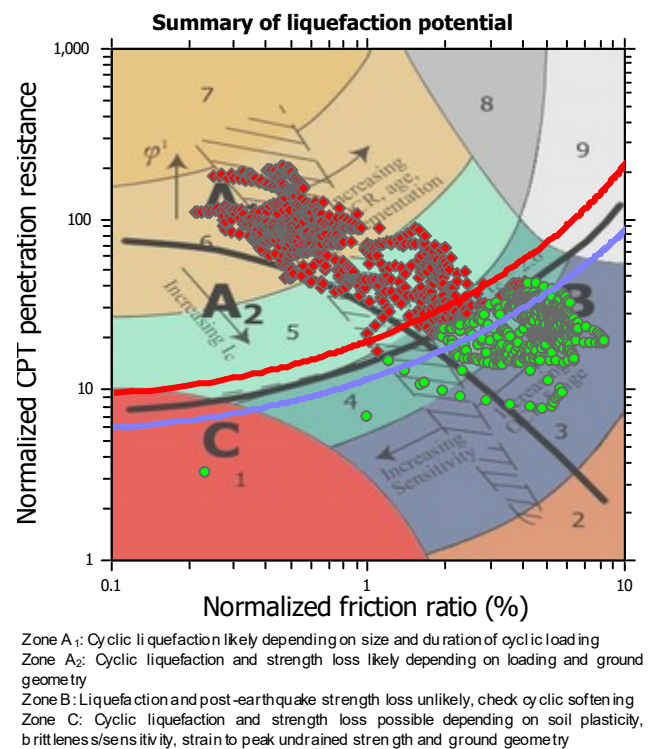 Summary of liquefaction potential
1,000
7
8
9
φ'
Increasing
OCR, age,
cementation
100
A
6
Increasing Ic
A2
5
B
10
4
C
1
Increasing
Sensitivity
3
2
1
0.1
1
10
Normalized CPT penetration resistance
Normalized friction ratio (%)
Zone A1: Cyclic liquefaction likely depending on size and duration of cyclic loading
Zone A2: Cyclic liquefaction and strength loss likely depending on loading and ground
geometry
Zone B: Liquefaction and post-earthquake strength loss unlikely, check cyclic softening
Zone C: Cyclic liquefaction and strength loss possible depending on soil plasticity,
brittleness/sensitivity, strain to peak undrained strength and ground geometry